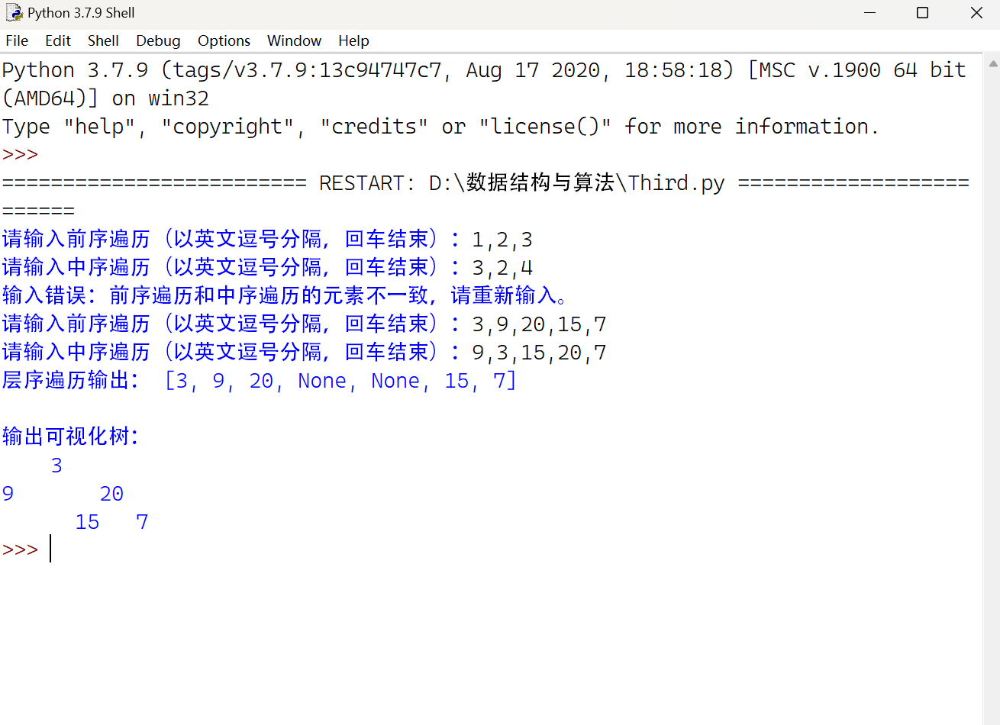 Python 3.7.9 Shell
File Edit Shell Debug Options Window Help
Python 3.7.9 (tags/v3.7.9:13c94747c7, Aug 17 2020, 18:58:18) [MSC v.1900 64 bit
(AMD64)] on win32
Type "help", "copyright", "credits" or "license()" for more information.
>>>
========================= RESTART: D:\数据结构与算法\Third.py ===================
======
请输入前序遍历（以英文逗号分隔，回车结束）：1,2,3
请输入中序遍历（以英文逗号分隔，回车结束）：3,2,4
输入错误：前序遍历和中序遍历的元素不一致，请重新输入。
请输入前序遍历（以英文逗号分隔，回车结束）：3,9,20,15,7
请输入中序遍历（以英文逗号分隔，回车结束）：9,3,15,20,7
层序遍历输出： [3, 9, 20, None, None, 15, 7]
输出可视化树：
    3
9       20
      15   7
>>>